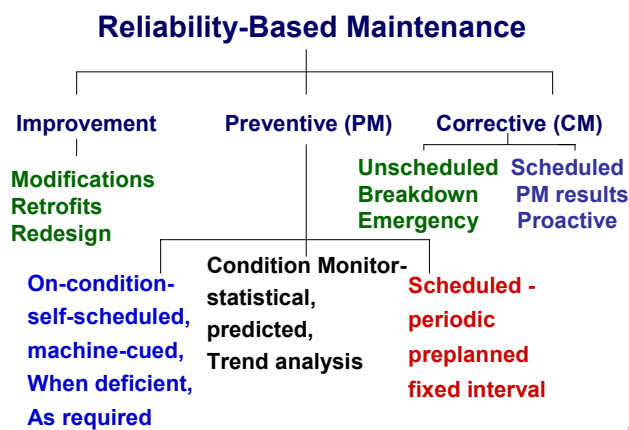 Reliability-Based Maintenance
Improvement
Preventive (PM)
Corrective (CM)
Modifications
Retrofits
Redesign
Unscheduled
Breakdown
Emergency
Scheduled
PM results
Proactive
On-condition-
self-scheduled,
machine-cued,
When deficient,
As required
Condition Monitor-
statistical,
predicted,
Trend analysis
Scheduled -
periodic
preplanned
fixed interval